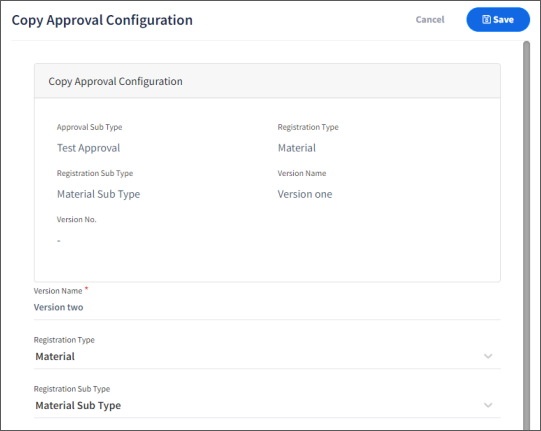 Copy Approval Configuration
Cancel
Save
Copy Approval Configuration
Approval Sub Type
Registration Type
Test Approval
Material
Registration Sub Type
Version Name
Material Sub Type
Version one
Version No.
-
Version Name *
Version two
Registration Type
Material
Registration Sub Type
Material Sub Type